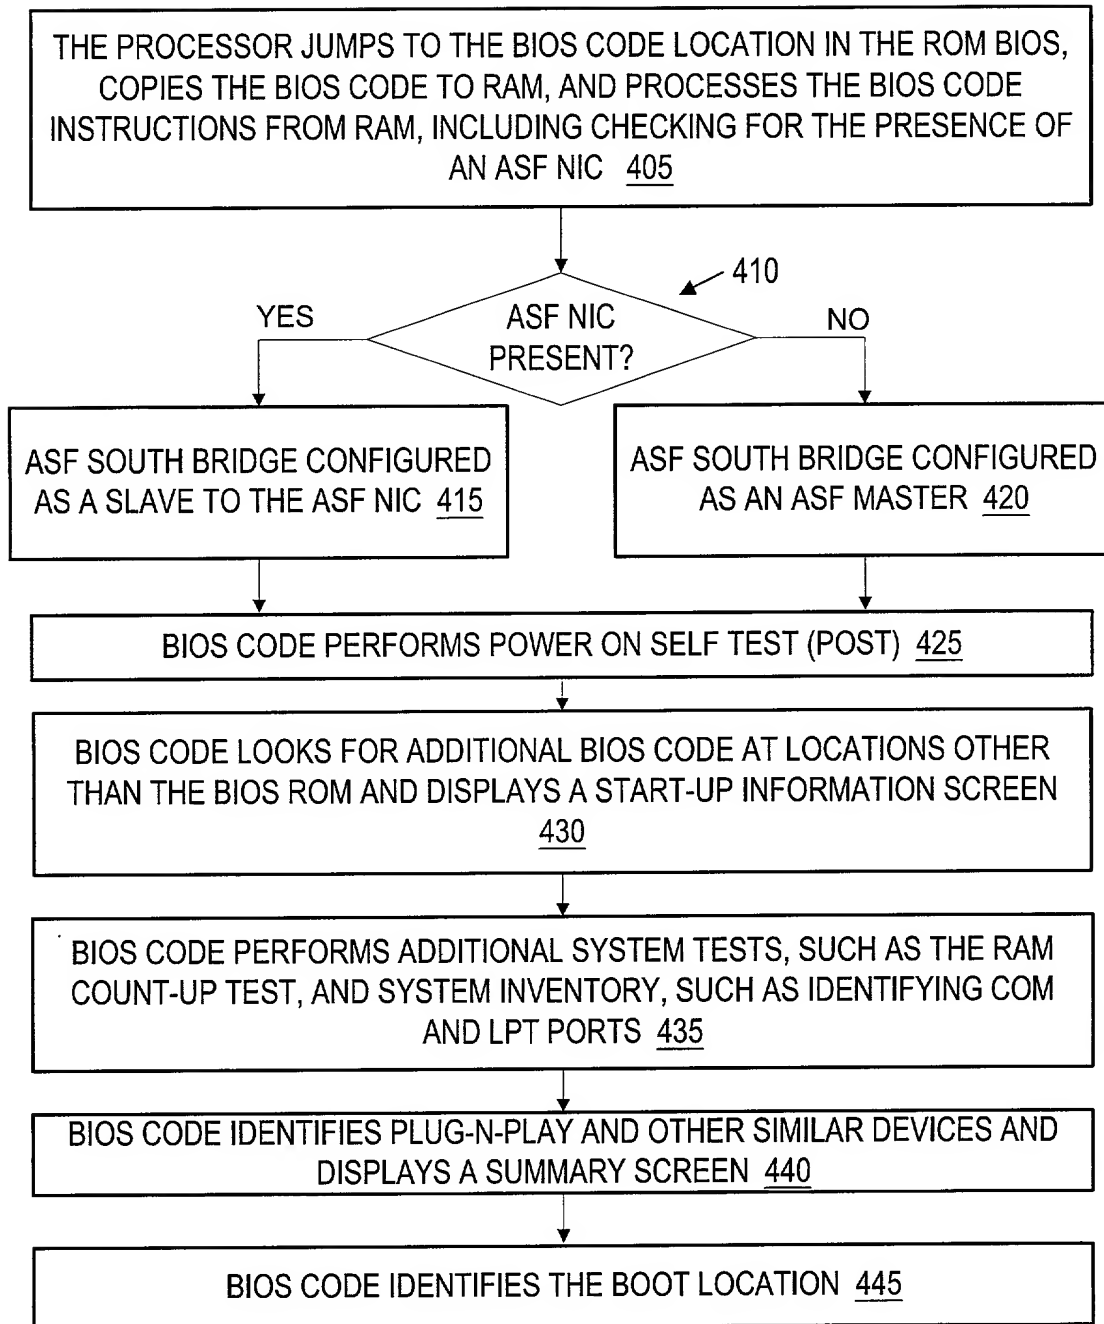 THE PROCESSOR JUMPS TO THE BIOS CODE LOCATION IN THE ROM BIOS,
COPIES THE BIOS CODE TO RAM, AND PROCESSES THE BIOS CODE
INSTRUCTIONS FROM RAM, INCLUDING CHECKING FOR THE PRESENCE OF
AN ASF NIC 405
410
YES
ASF NIC
PRESENT?
NO
ASF SOUTH BRIDGE CONFIGURED
AS A SLAVE TO THE ASF NIC 415
ASF SOUTH BRIDGE CONFIGURED
AS AN ASF MASTER 420
BIOS CODE PERFORMS POWER ON SELF TEST (POST) 425
BIOS CODE LOOKS FOR ADDITIONAL BIOS CODE AT LOCATIONS OTHER
THAN THE BIOS ROM AND DISPLAYS A START-UP INFORMATION SCREEN
430
BIOS CODE PERFORMS ADDITIONAL SYSTEM TESTS, SUCH AS THE RAM
COUNT-UP TEST, AND SYSTEM INVENTORY, SUCH AS IDENTIFYING COM
AND LPT PORTS 435
BIOS CODE IDENTIFIES PLUG-N-PLAY AND OTHER SIMILAR DEVICES AND
DISPLAYS A SUMMARY SCREEN 440
BIOS CODE IDENTIFIES THE BOOT LOCATION 445